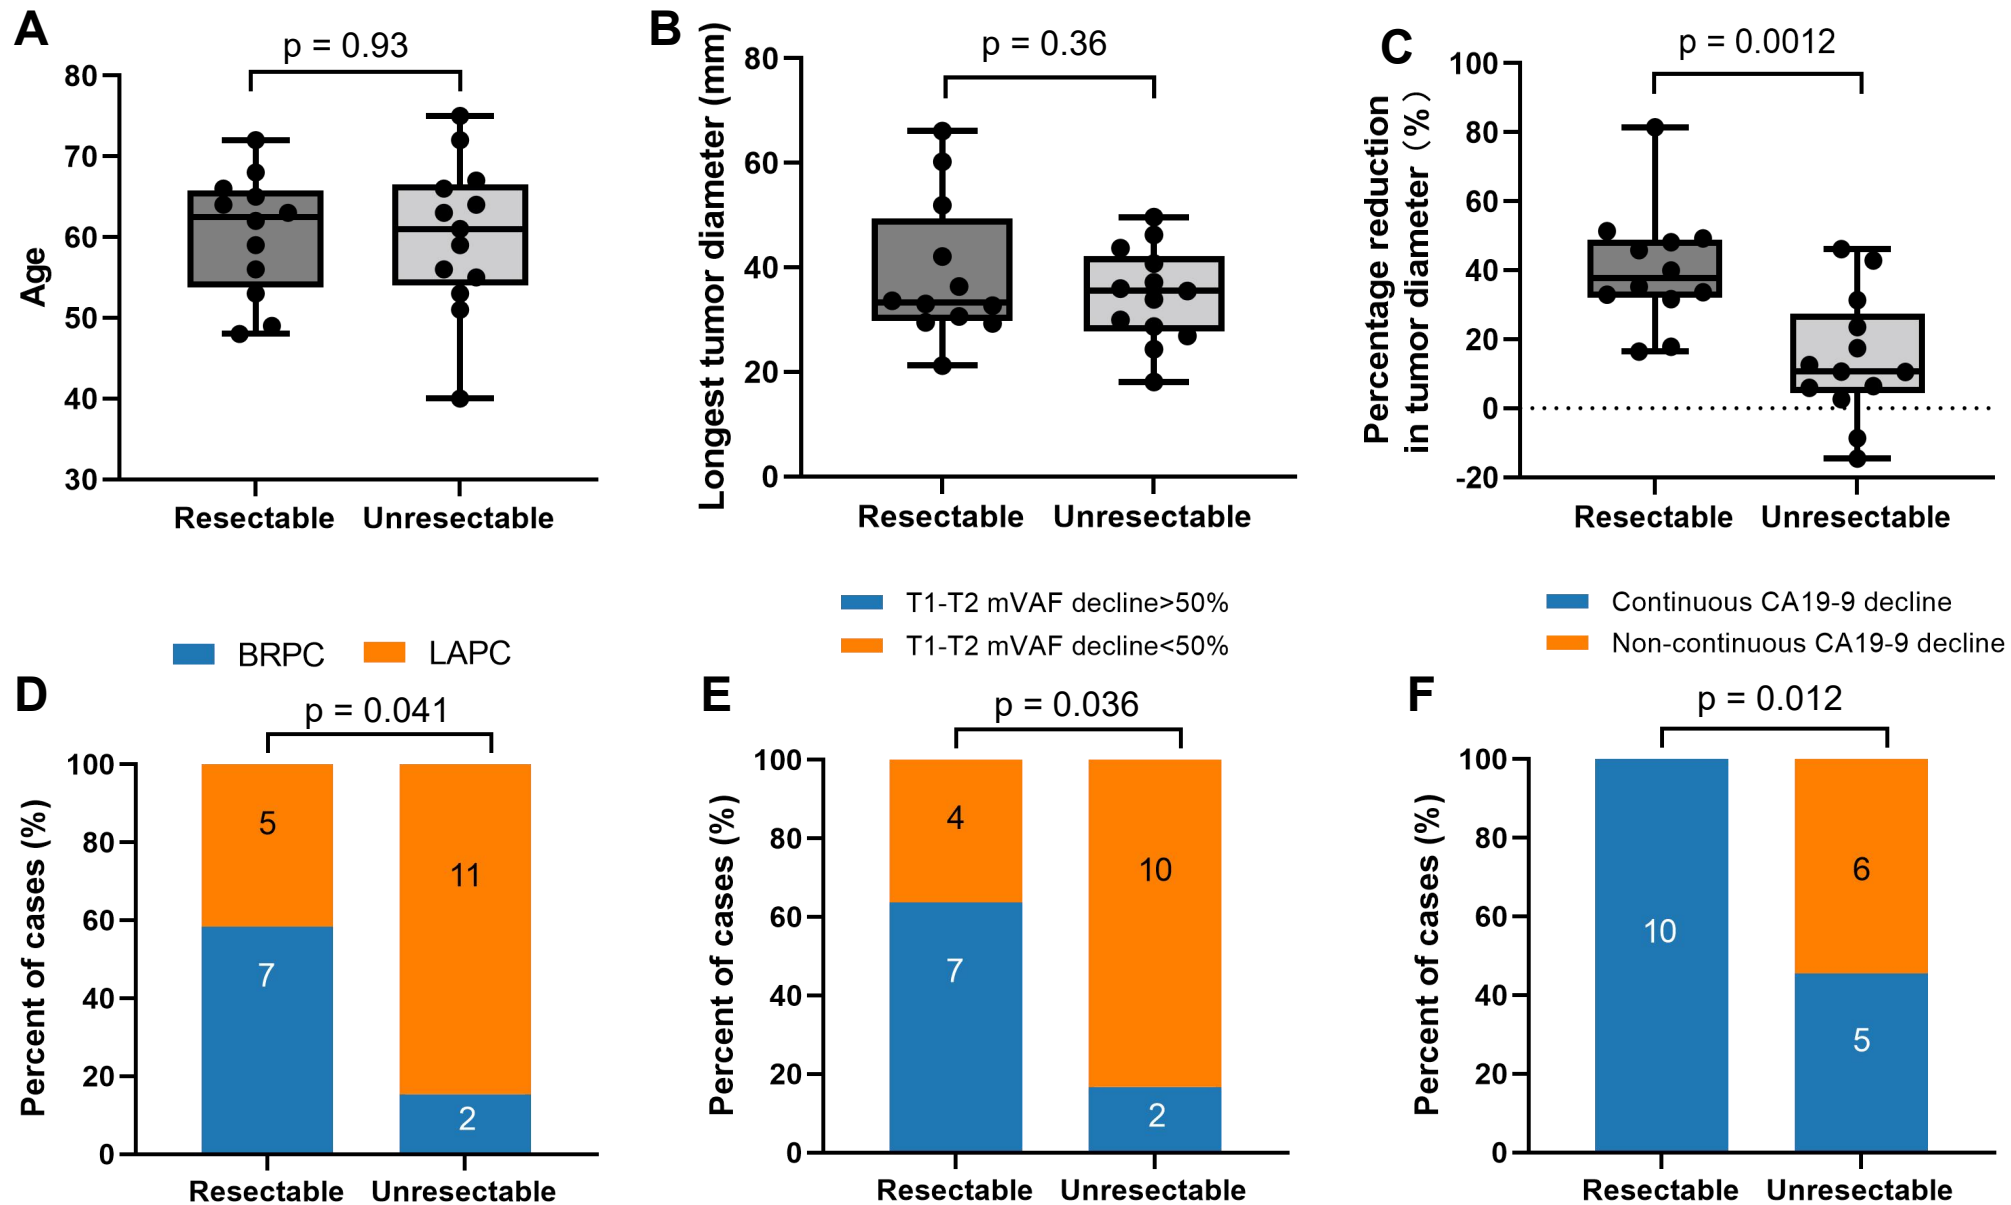 A
p = 0.93
Age
80
70
60
50
40
30
Resectable
Unresectable
B
p = 0.36
Longest tumor diameter (mm)
80
60
40
20
0
Resectable
Unresectable
C
p = 0.0012
Percentage reduction
in tumor diameter (%)
100
80
60
40
20
0
-20
Resectable
Unresectable
BRPC
LAPC
D
p = 0.041
Percent of cases (%)
100
80
60
40
20
0
5
11
7
2
Resectable
Unresectable
T1-T2 mVAF decline>50%
T1-T2 mVAF decline<50%
E
p = 0.036
Percent of cases (%)
100
80
60
40
20
0
4
10
7
2
Resectable
Unresectable
Continuous CA19-9 decline
Non-continuous CA19-9 decline
F
p = 0.012
Percent of cases (%)
100
80
60
40
20
0
6
10
5
Resectable
Unresectable